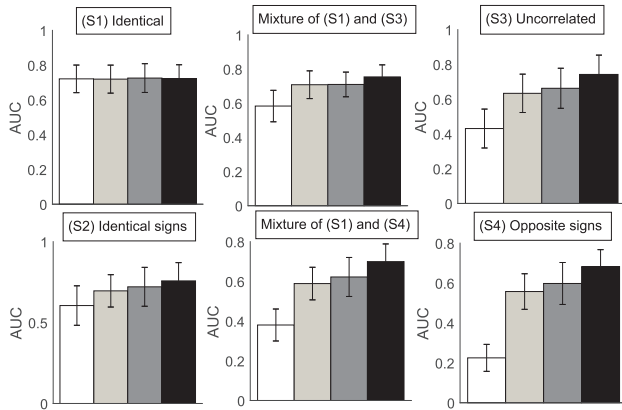 (S1) Identical
Mixture of (S1) and (S3)
(S3) Uncorrelated
1
0.8
0.6
0.4
0.2
0
AUC
1
0.8
0.6
0.4
0.2
0
AUC
1
0.8
0.6
0.4
0.2
0
AUC
(S2) Identical signs
Mixture of (S1) and (S4)
(S4) Opposite signs
1
0.5
0
AUC
0.8
0.6
0.4
0.2
0
AUC
0.8
0.6
0.4
0.2
0
AUC